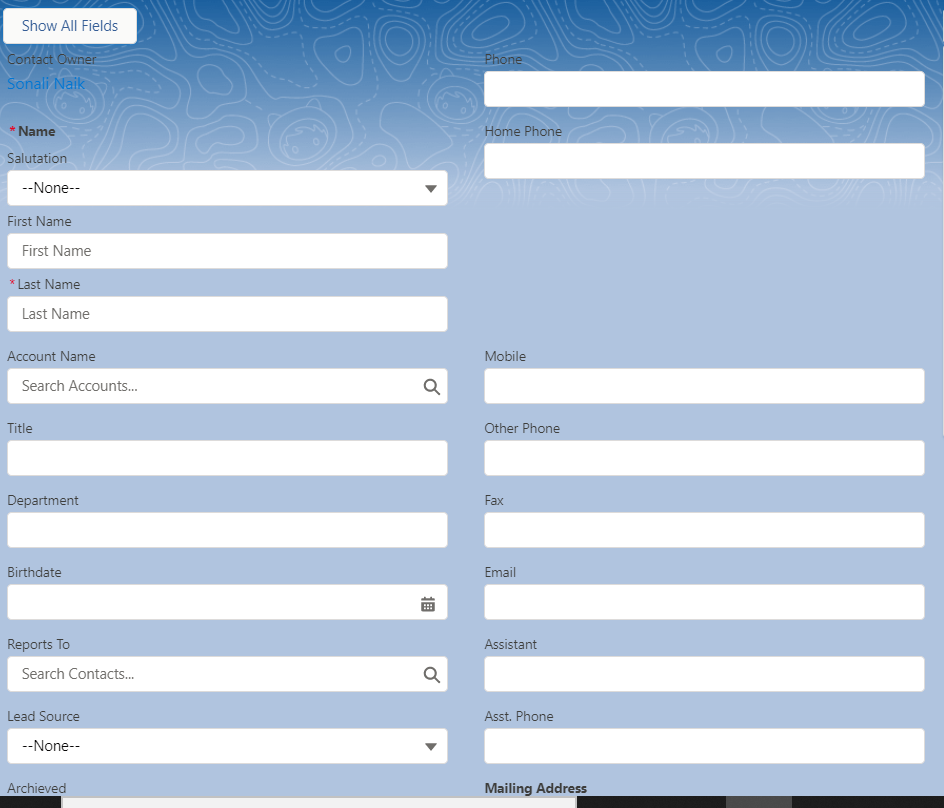 Show All Fields
Contact Owner
Sonali Naik
* Name
Salutation
--None--
First Name
First Name
* Last Name
Last Name
Account Name
Search Accounts...
Title
Department
Birthdate
Reports To
Search Contacts...
Lead Source
--None--
Archieved
Phone
Home Phone
Mobile
Other Phone
Fax
Email
Assistant
Asst. Phone
Mailing Address